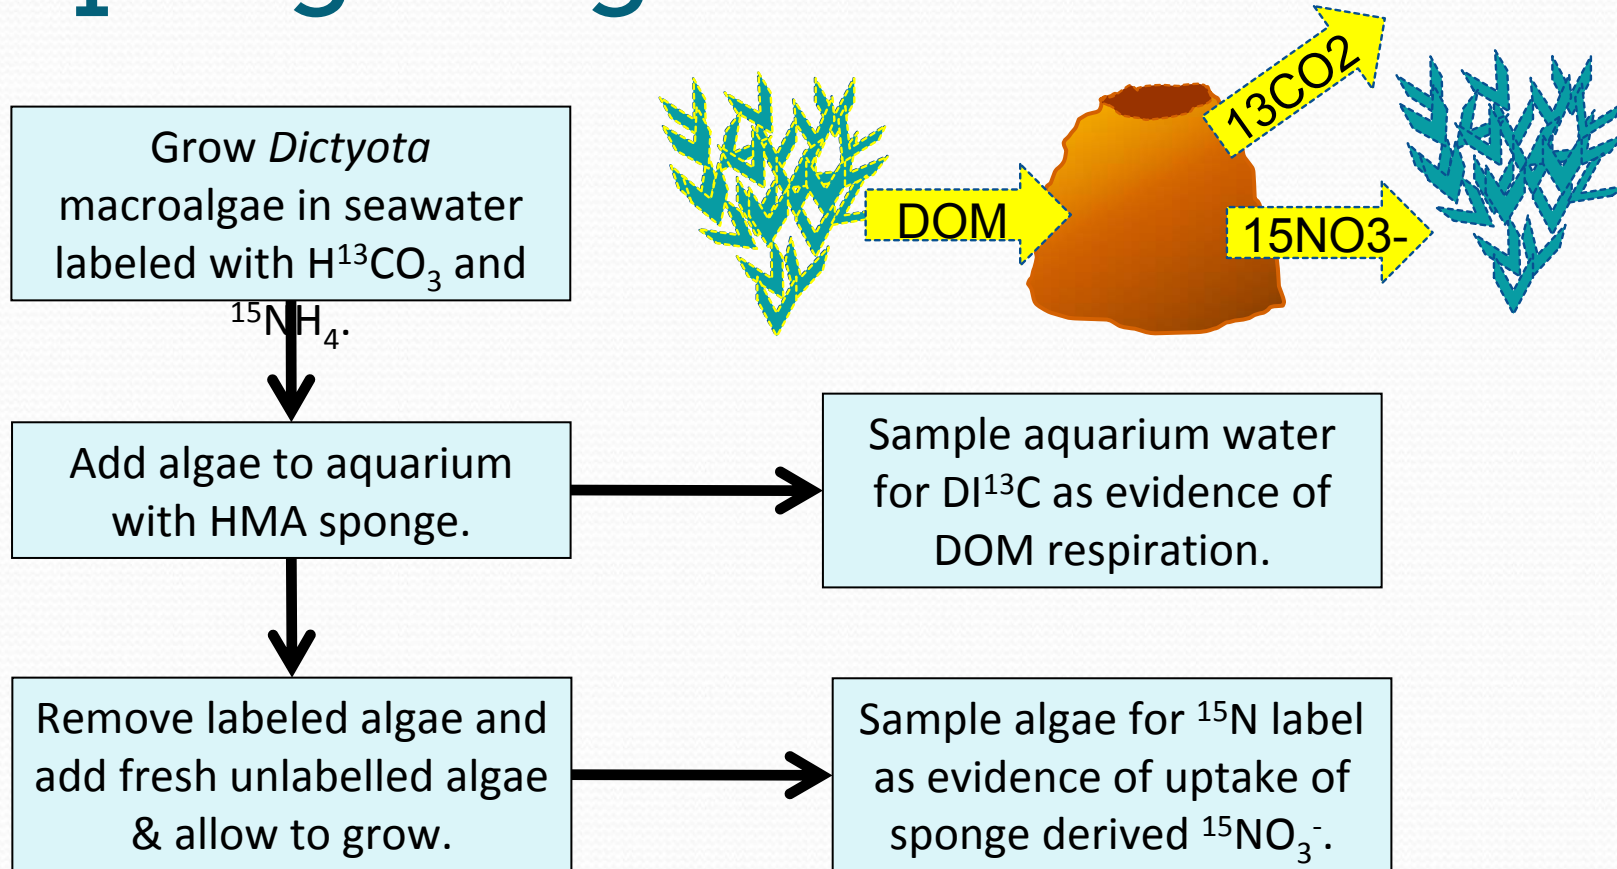 Grow Dictyota
macroalgae in seawater
labeled with H¹³CO₃ and
¹⁵NH₄.
DOM
13CO2
15NO3-
Add algae to aquarium
with HMA sponge.
Sample aquarium water
for DI¹³C as evidence of
DOM respiration.
Remove labeled algae and
add fresh unlabelled algae
& allow to grow.
Sample algae for ¹⁵N label
as evidence of uptake of
sponge derived ¹⁵NO₃⁻.